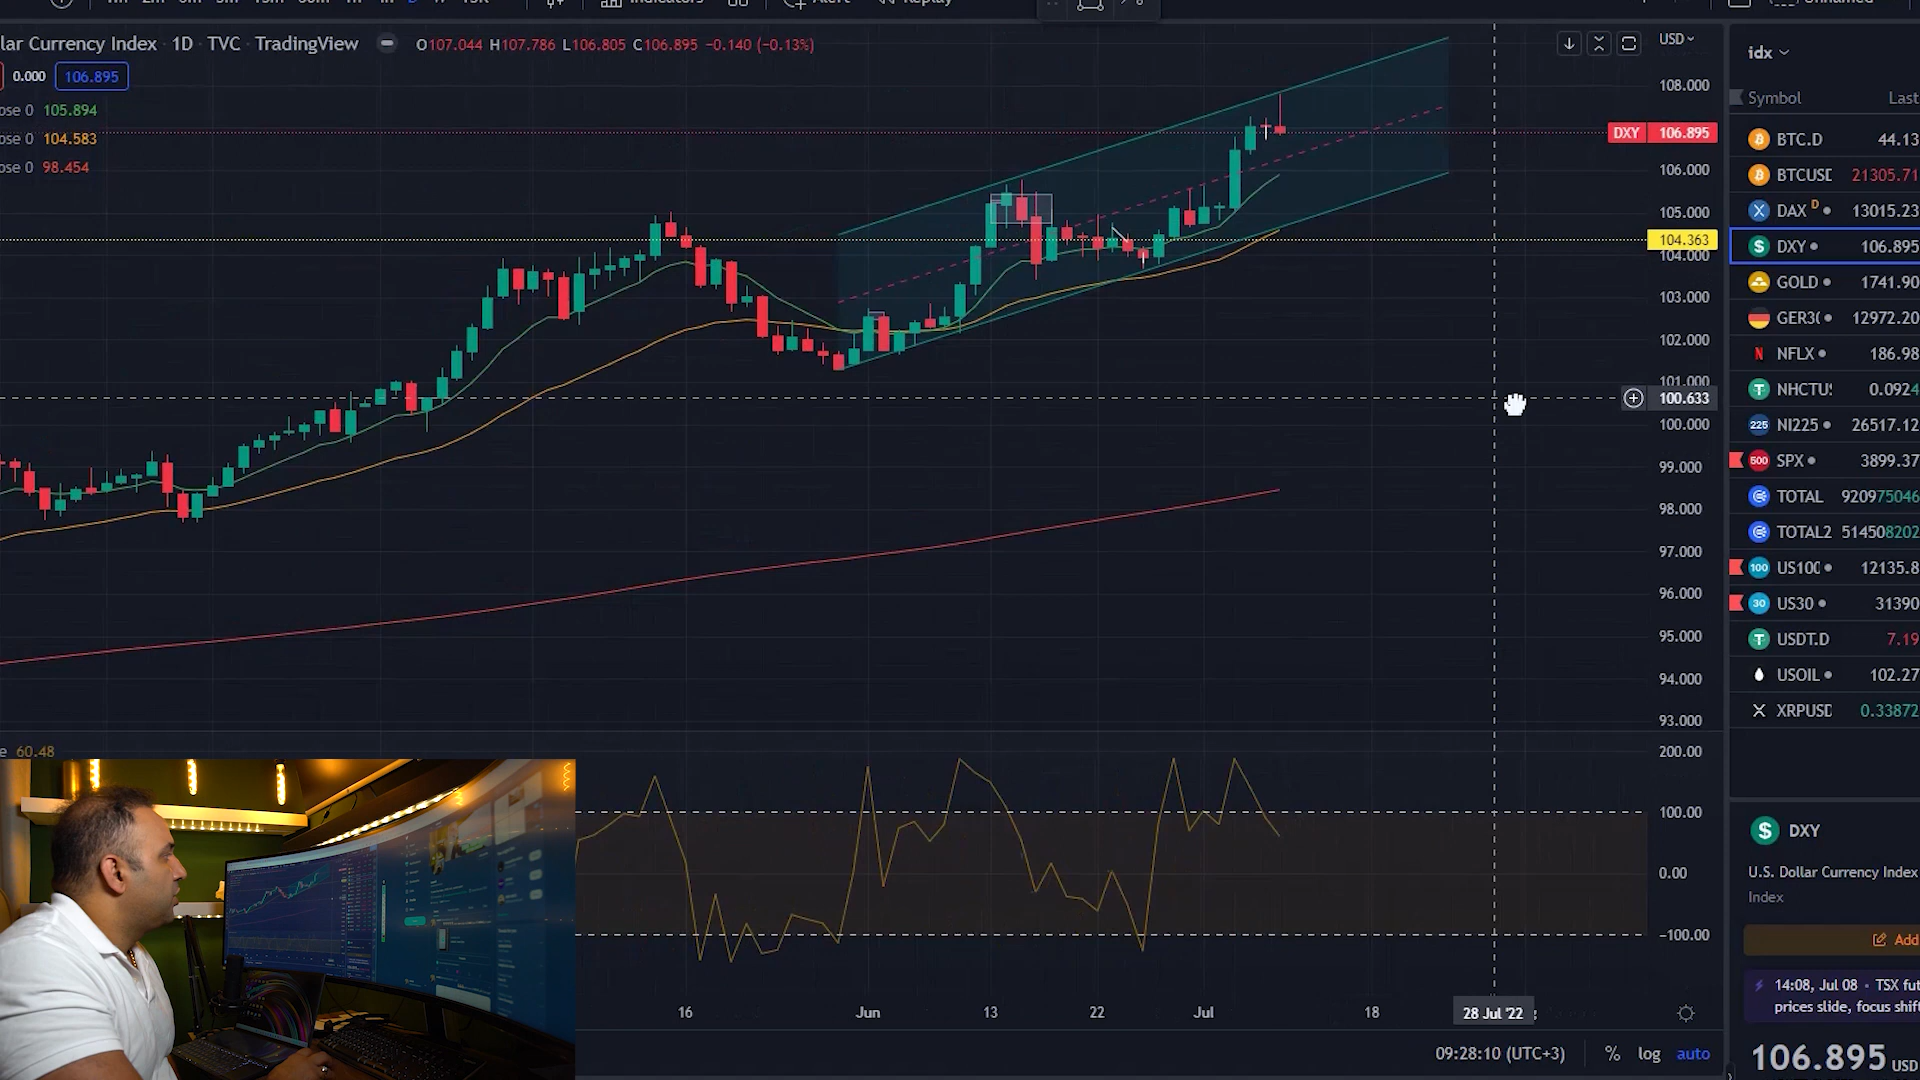 lar Currency Index · 1D · TVC · TradingView O107.044 H107.786 L106.805 C106.895 −0.140 (−0.13%)
0.000 106.895
ose 0 105.894
ose 0 104.583
ose 0 98.454
USD
108.000
DXY 106.895
106.000
105.000
104.363
104.000
103.000
102.000
101.000
100.633
100.000
99.000
98.000
97.000
96.000
95.000
94.000
93.000
e 60.48
200.00
100.00
0.00
−100.00
16 Jun 13 22 Jul 18 28 Jul '22
09:28:10 (UTC+3) % log auto
idx
Symbol Last
BTC.D 44.13
BTCUSD 21305.71
DAX D 13015.23
DXY 106.895
GOLD 1741.90
GER30 12972.20
NFLX 186.98
NHCTU 0.0924
225 NI225 26517.12
500 SPX 3899.37
TOTAL 920975046
TOTAL2 514508202
100 US100 12135.8
30 US30 31390
USDT.D 7.19
USOIL 102.27
XRPUSD 0.33872
DXY
U.S. Dollar Currency Index
Index
Add
14:08, Jul 08 · TSX fut
prices slide, focus shift
106.895 USD